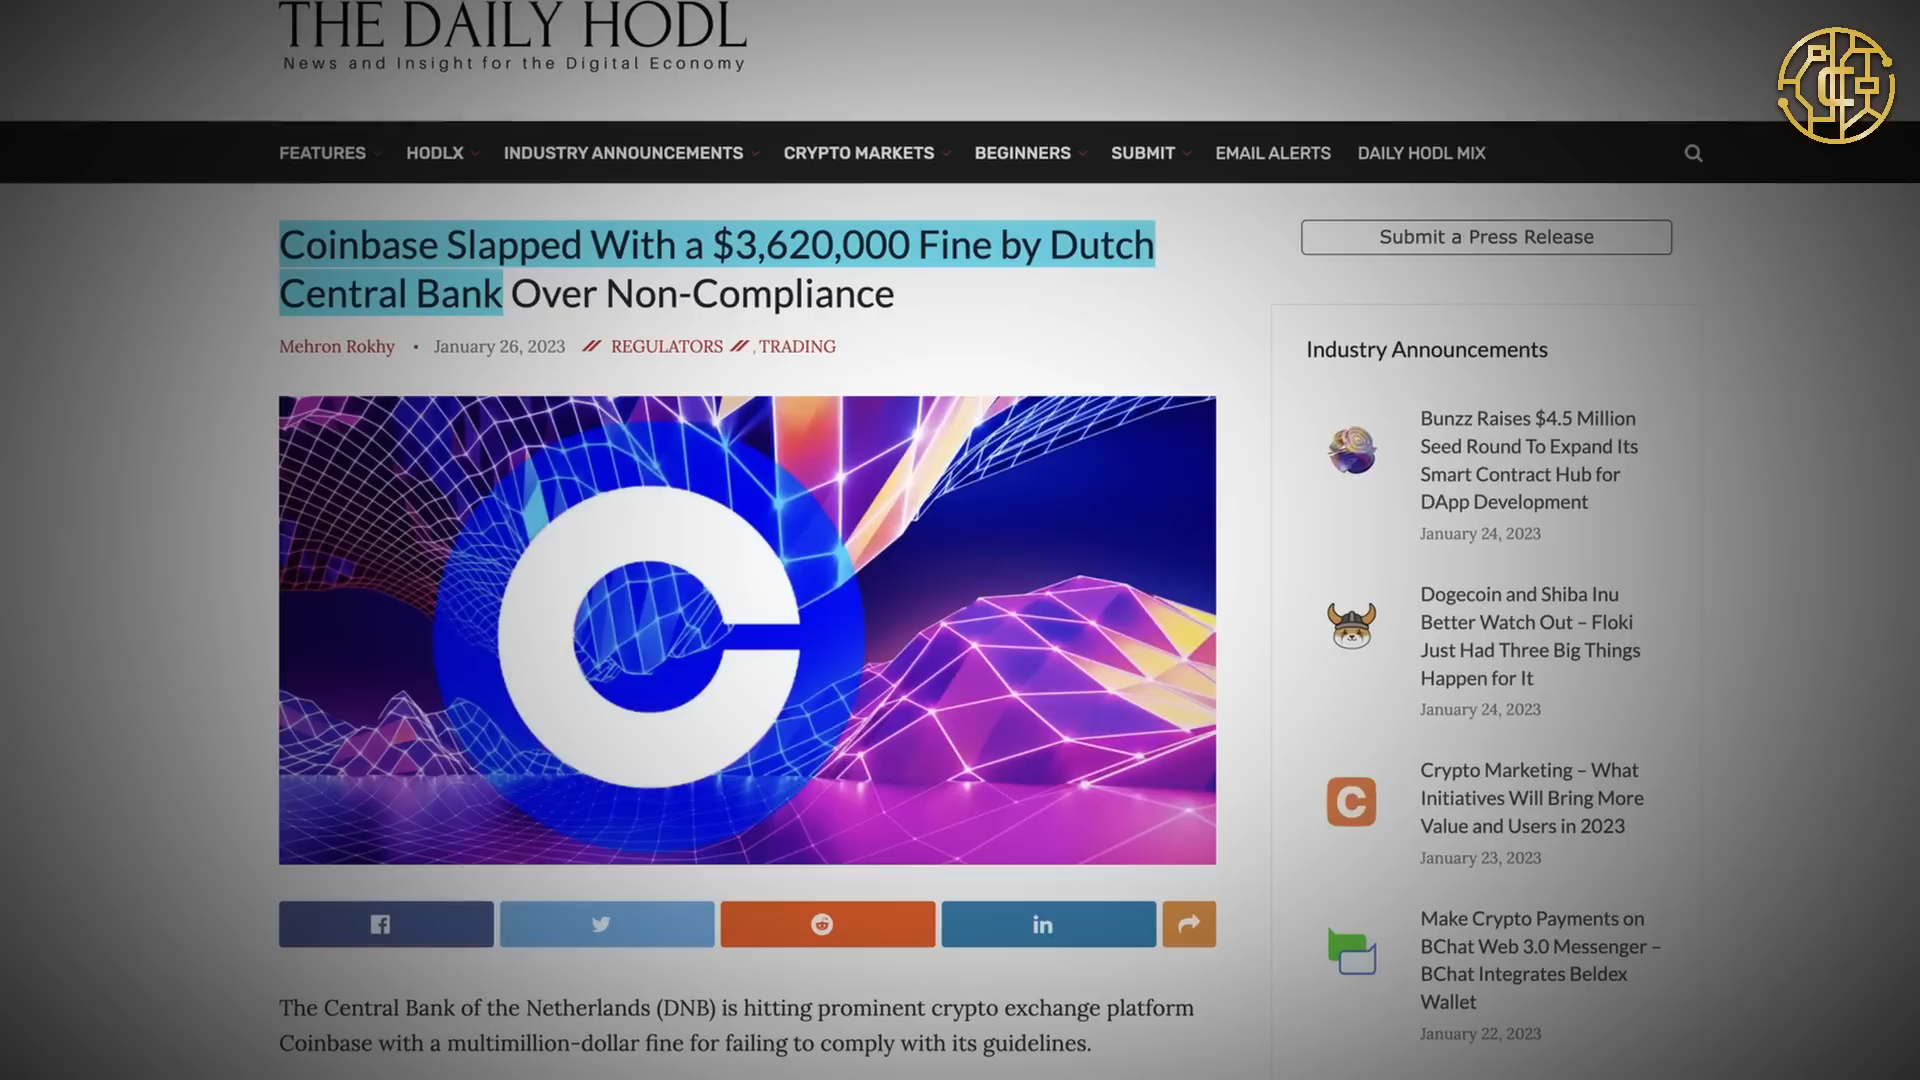 THE DAILY HODL
News and Insight for the Digital Economy
FEATURES HODLX INDUSTRY ANNOUNCEMENTS CRYPTO MARKETS BEGINNERS SUBMIT EMAIL ALERTS DAILY HODL MIX
Coinbase Slapped With a $3,620,000 Fine by Dutch
Central Bank Over Non-Compliance
Mehron Rokhy • January 26, 2023 // REGULATORS // , TRADING
The Central Bank of the Netherlands (DNB) is hitting prominent crypto exchange platform
Coinbase with a multimillion-dollar fine for failing to comply with its guidelines.
Submit a Press Release
Industry Announcements
Bunzz Raises $4.5 Million
Seed Round To Expand Its
Smart Contract Hub for
DApp Development
January 24, 2023
Dogecoin and Shiba Inu
Better Watch Out – Floki
Just Had Three Big Things
Happen for It
January 24, 2023
Crypto Marketing – What
Initiatives Will Bring More
Value and Users in 2023
January 23, 2023
Make Crypto Payments on
BChat Web 3.0 Messenger –
BChat Integrates Beldex
Wallet
January 22, 2023